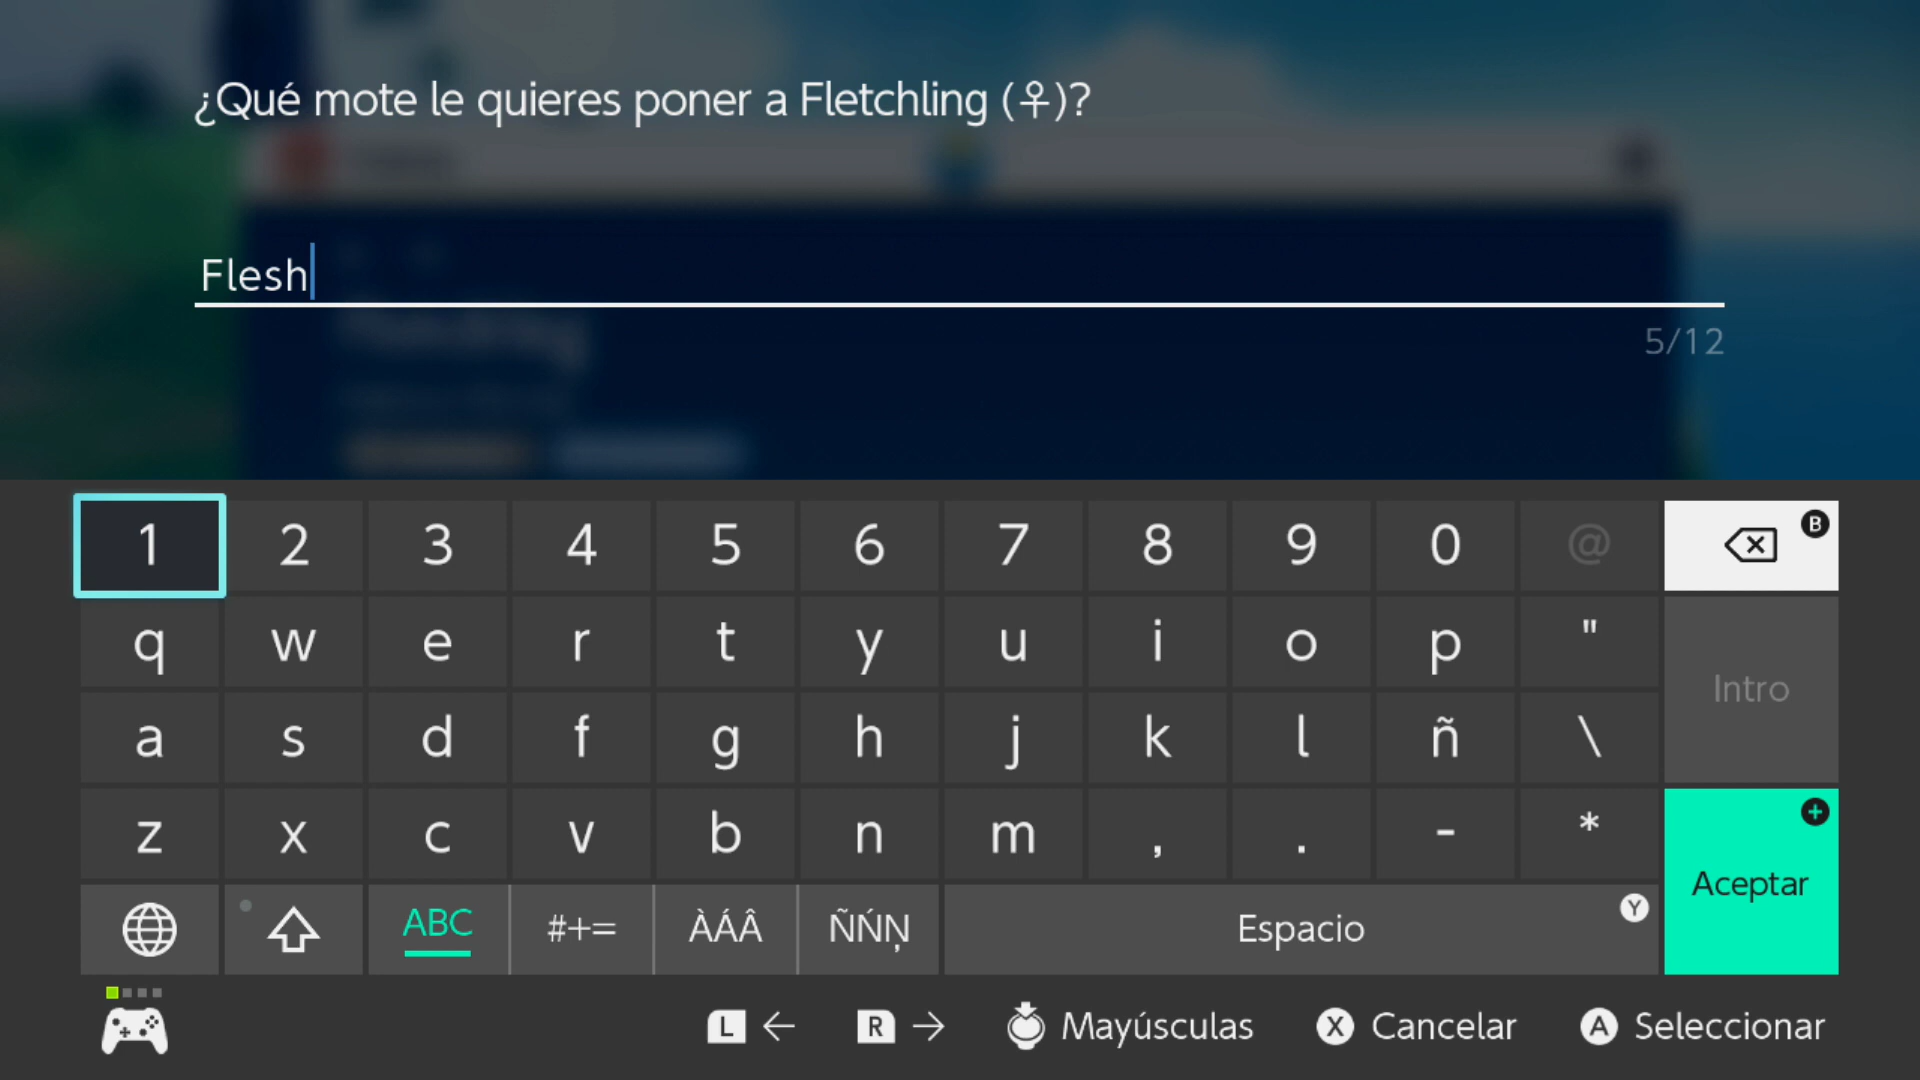 ¿Qué mote le quieres poner a Fletchling (♀)?
Flesh
5/12
1 2 3 4 5 6 7 8 9 0 @ B
q w e r t y u i o p "
Intro
a s d f g h j k l ñ \
z x c v b n m , . - *
+
Aceptar
ABC #+= ÀÁÂ ÑŃŅ Espacio Y
L ← R → Mayúsculas X Cancelar A Seleccionar